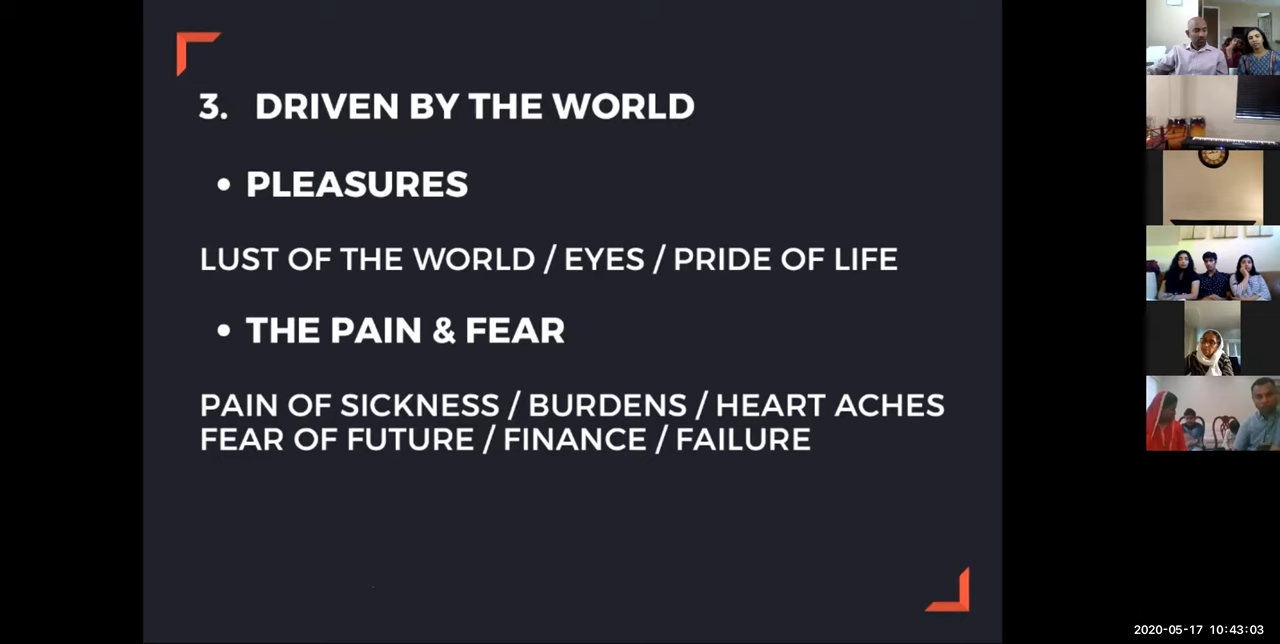 3. DRIVEN BY THE WORLD
• PLEASURES
LUST OF THE WORLD / EYES / PRIDE OF LIFE
• THE PAIN & FEAR
PAIN OF SICKNESS / BURDENS / HEART ACHES
FEAR OF FUTURE / FINANCE / FAILURE
2020-05-17 10:43:03